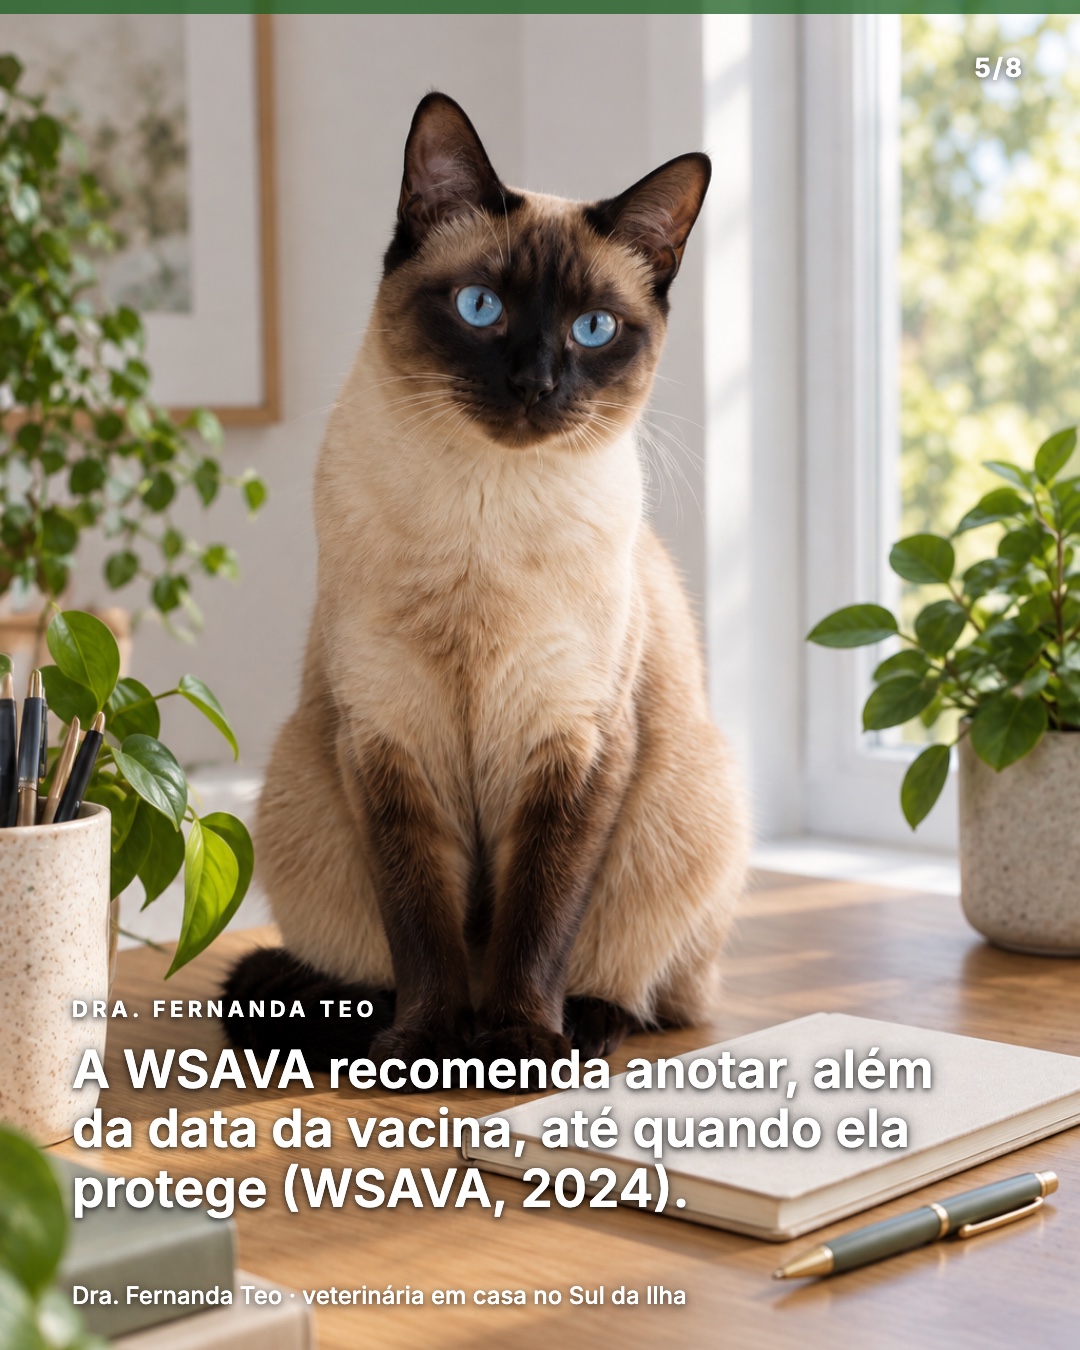 5/8
DRA. FERNANDA TEO
A WSAVA recomenda anotar, além
da data da vacina, até quando ela
protege (WSAVA, 2024).
Dra. Fernanda Teo · veterinária em casa no Sul da Ilha